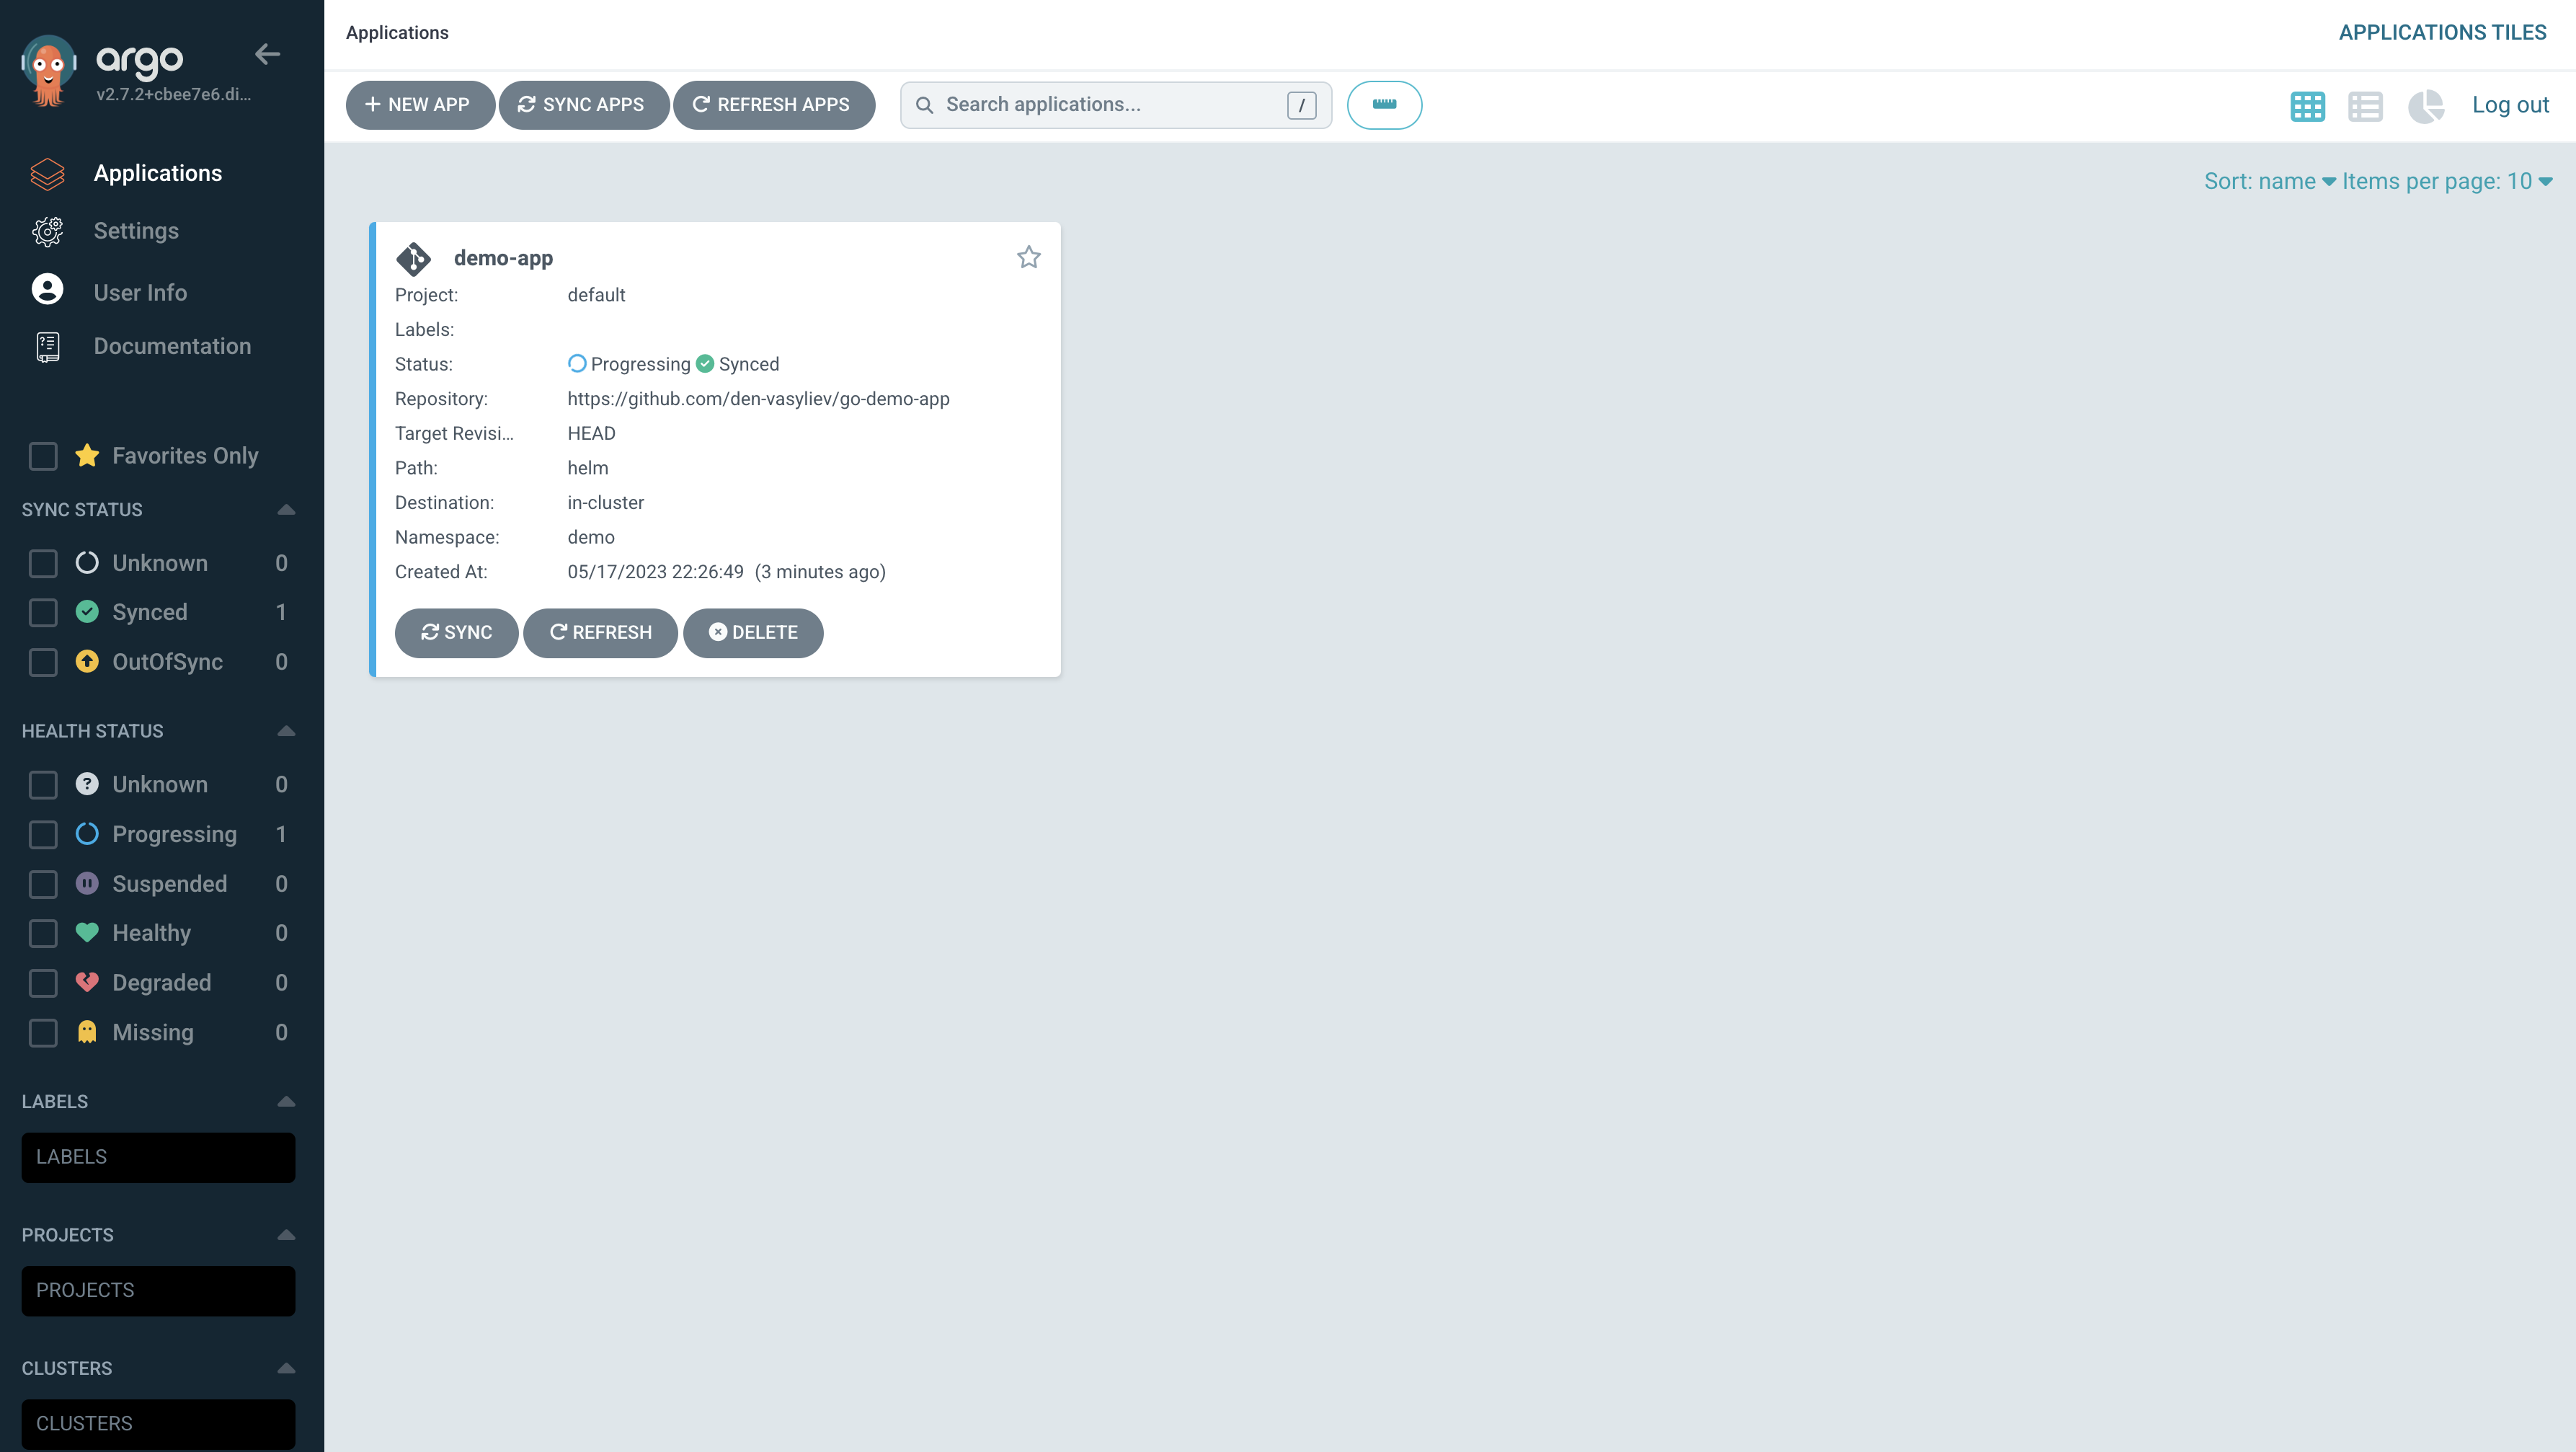 argo
v2.7.2+cbee7e6.di...
Applications
Settings
User Info
Documentation
Favorites Only
SYNC STATUS
Unknown 0
Synced 1
OutOfSync 0
HEALTH STATUS
Unknown 0
Progressing 1
Suspended 0
Healthy 0
Degraded 0
Missing 0
LABELS
LABELS
PROJECTS
PROJECTS
CLUSTERS
CLUSTERS
Applications
APPLICATIONS TILES
+ NEW APP SYNC APPS REFRESH APPS Search applications... / Log out
Sort: name Items per page: 10
demo-app
Project: default
Labels:
Status: Progressing Synced
Repository: https://github.com/den-vasyliev/go-demo-app
Target Revisi... HEAD
Path: helm
Destination: in-cluster
Namespace: demo
Created At: 05/17/2023 22:26:49 (3 minutes ago)
SYNC REFRESH DELETE